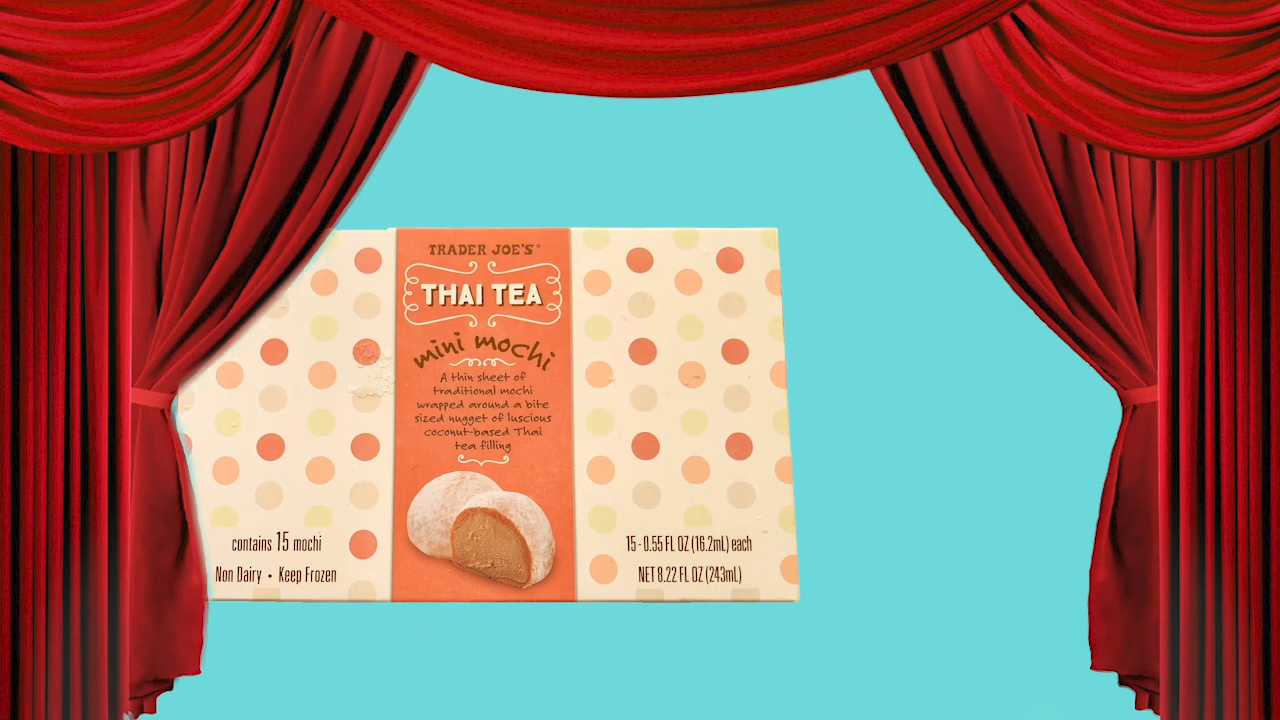 TRADER JOE'S
THAI TEA
mini mochi
A thin sheet of
traditional mochi
wrapped around a bite
sized nugget of luscious
coconut-based Thai
tea filling
contains 15 mochi
Non Dairy • Keep Frozen
15 - 0.55 FL OZ (16.2mL) each
NET 8.22 FL OZ (243mL)